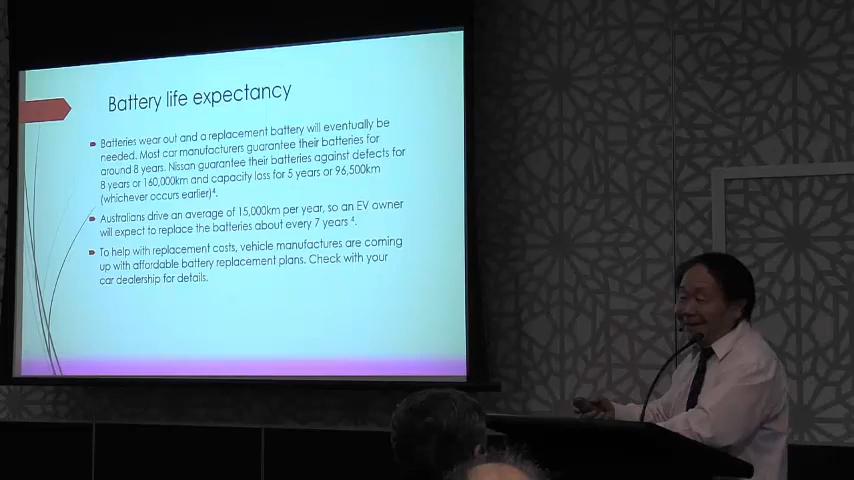 Battery life expectancy
Batteries wear out and a replacement battery will eventually be
needed. Most car manufacturers guarantee their batteries for
around 8 years. Nissan guarantee their batteries against defects for
8 years or 160,000km and capacity loss for 5 years or 96,500km
(whichever occurs earlier)⁴.
Australians drive an average of 15,000km per year, so an EV owner
will expect to replace the batteries about every 7 years ⁴.
To help with replacement costs, vehicle manufactures are coming
up with affordable battery replacement plans. Check with your
car dealership for details.